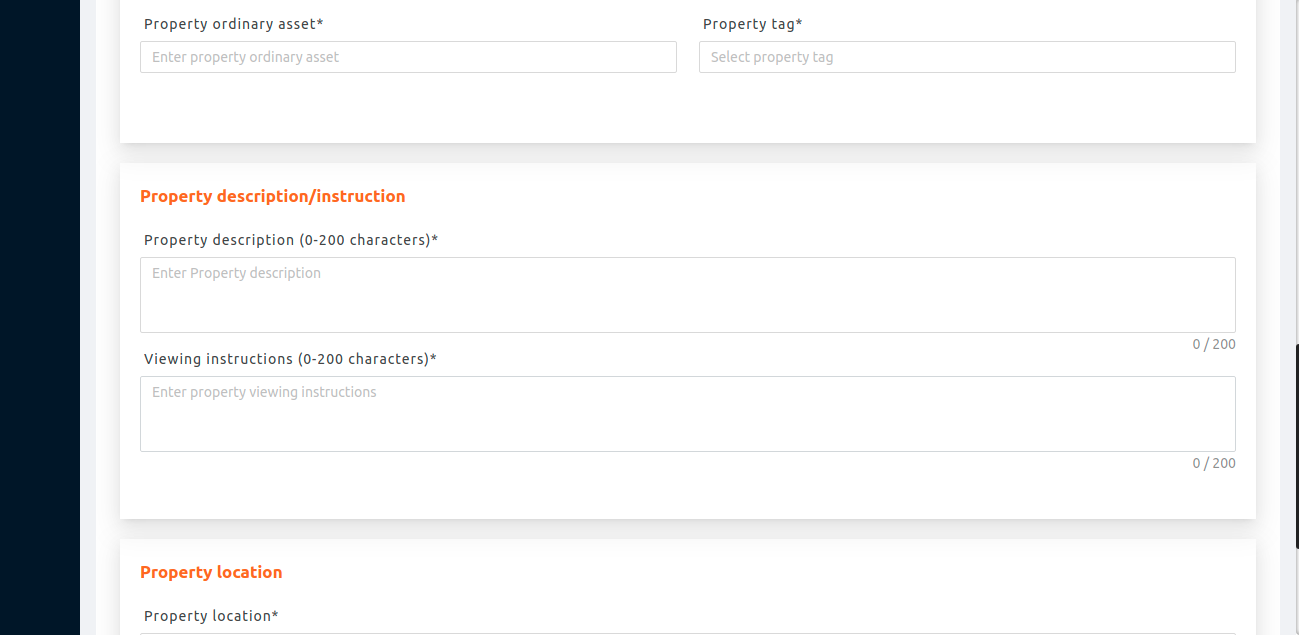 Property ordinary asset* Property tag*
Enter property ordinary asset Select property tag
Property description/instruction
Property description (0-200 characters)*
Enter Property description
0 / 200
Viewing instructions (0-200 characters)*
Enter property viewing instructions
0 / 200
Property location
Property location*